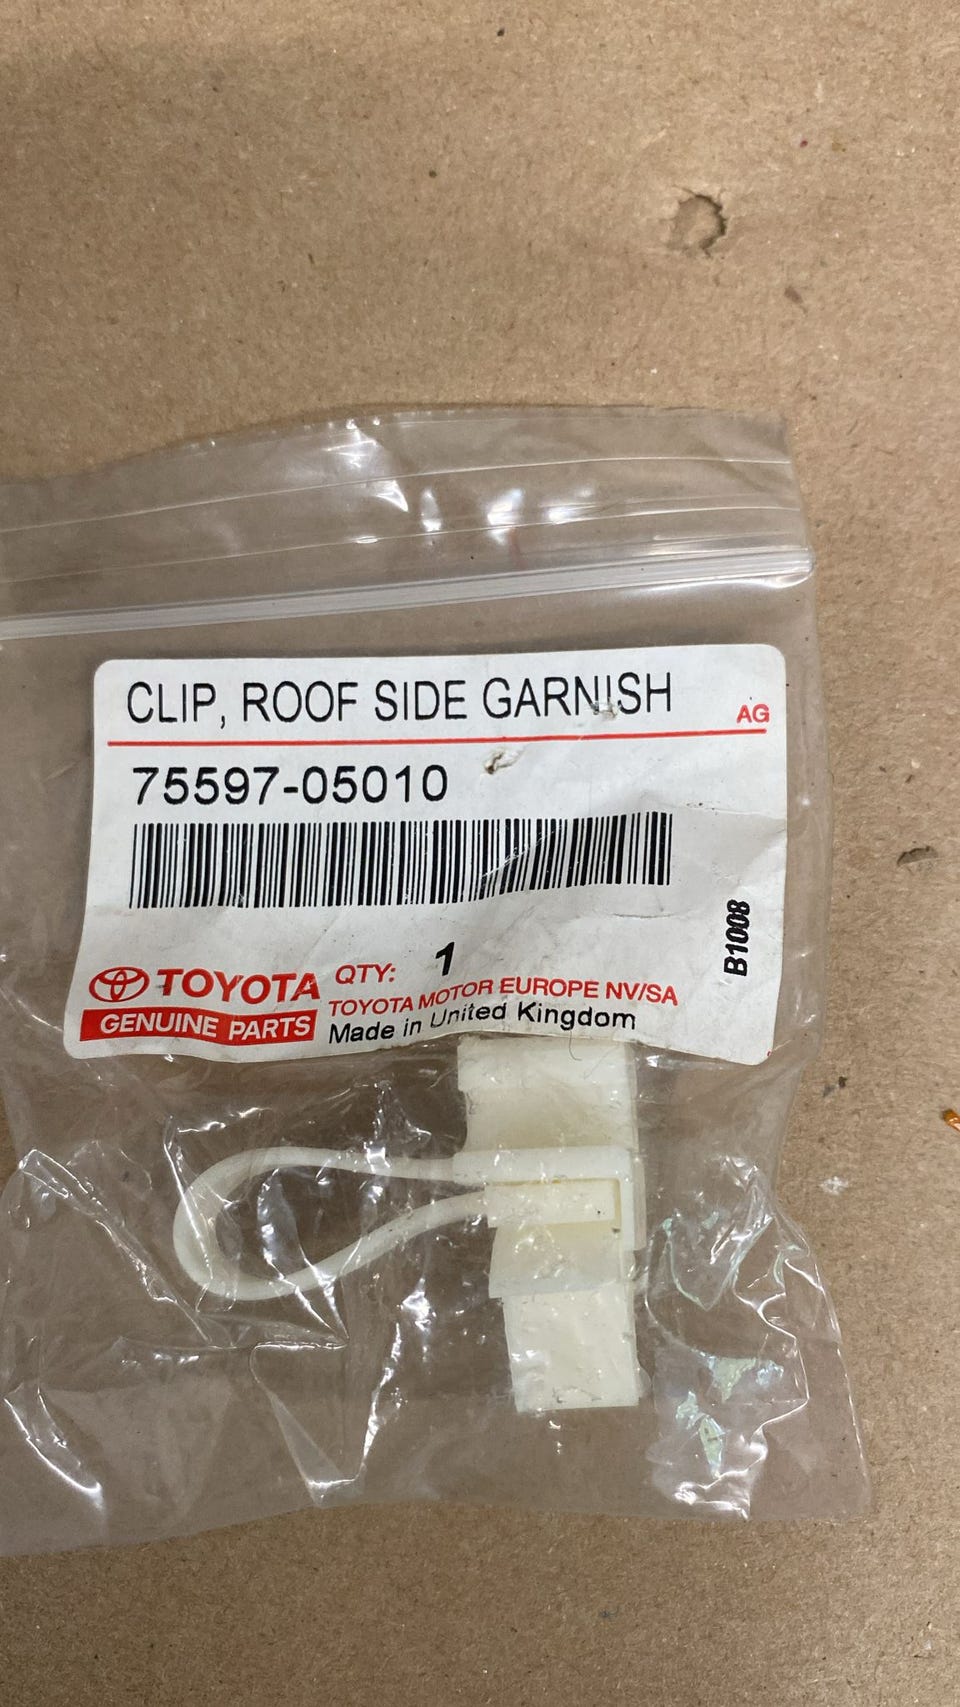 CLIP, ROOF SIDE GARNISH
AG
75597-05010
B1008
TOYOTA
GENUINE PARTS
QTY: 1
TOYOTA MOTOR EUROPE NV/SA
Made in United Kingdom